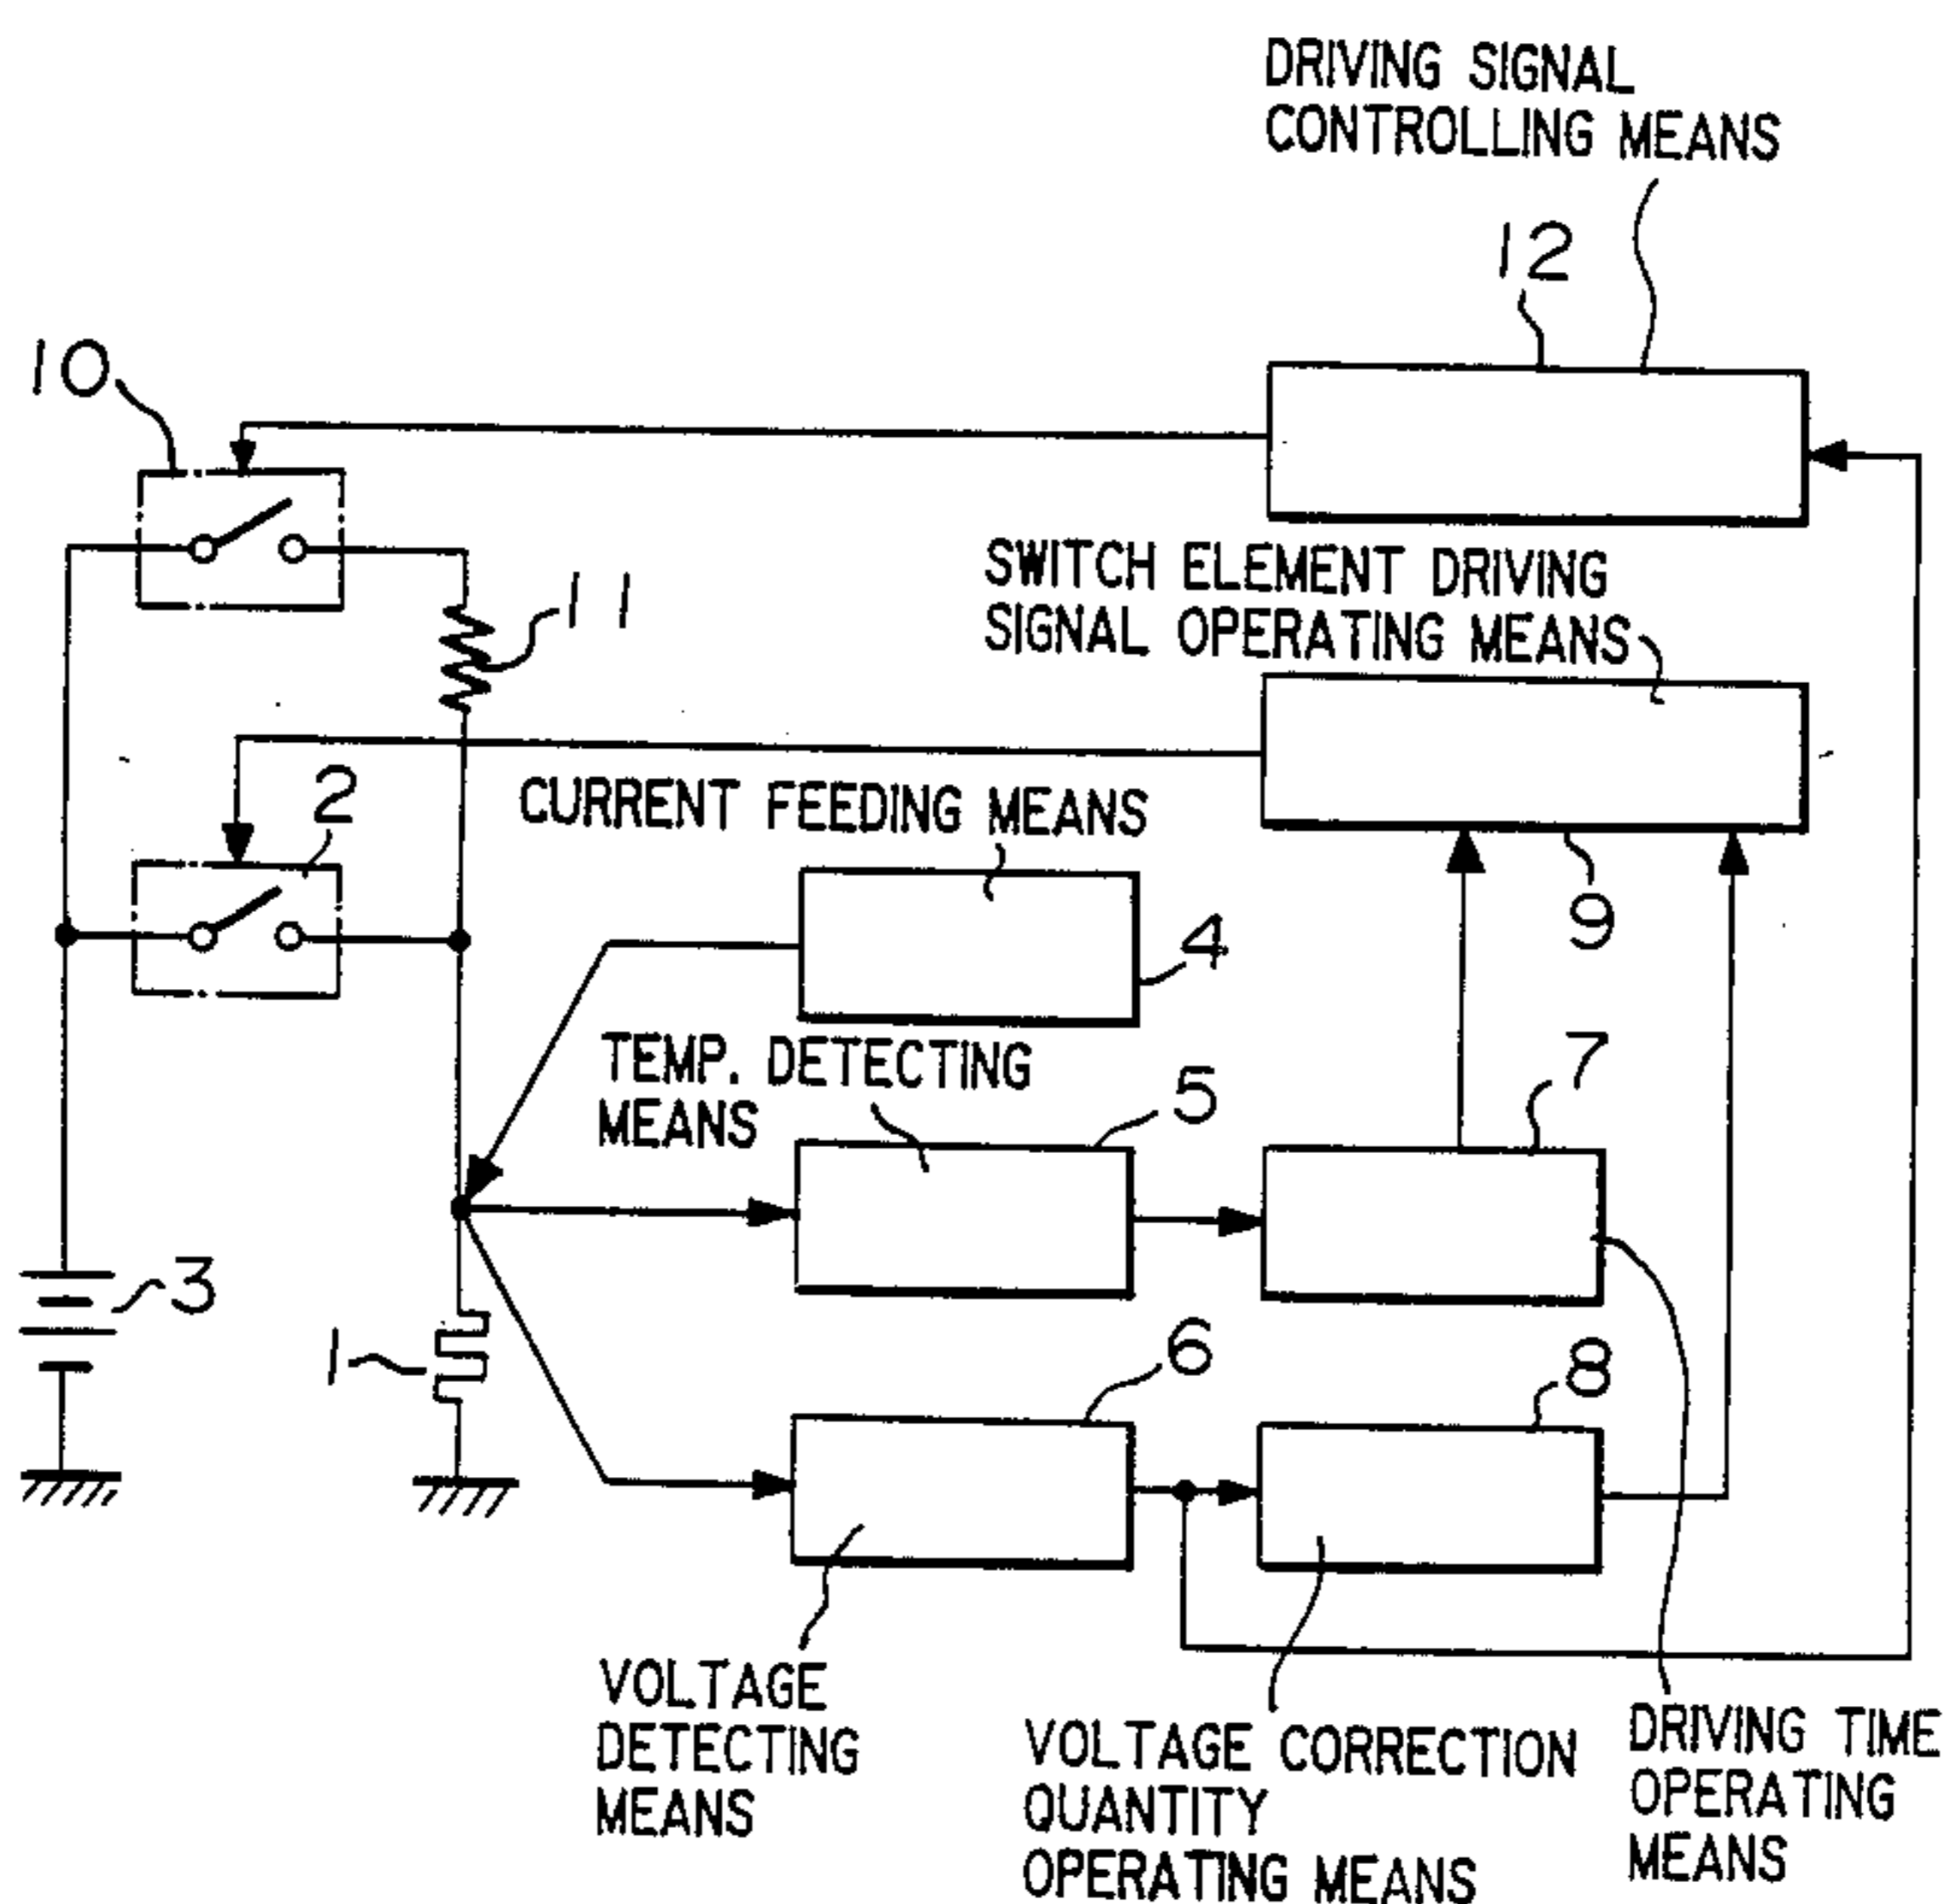 DRIVING SIGNAL
CONTROLLING MEANS
12
10
SWITCH ELEMENT DRIVING
SIGNAL OPERATING MEANS
11
2
CURRENT FEEDING MEANS
9
4
TEMP. DETECTING
MEANS
5
7
3
1
6
8
VOLTAGE
DETECTING
MEANS
VOLTAGE CORRECTION
QUANTITY
OPERATING MEANS
DRIVING TIME
OPERATING
MEANS